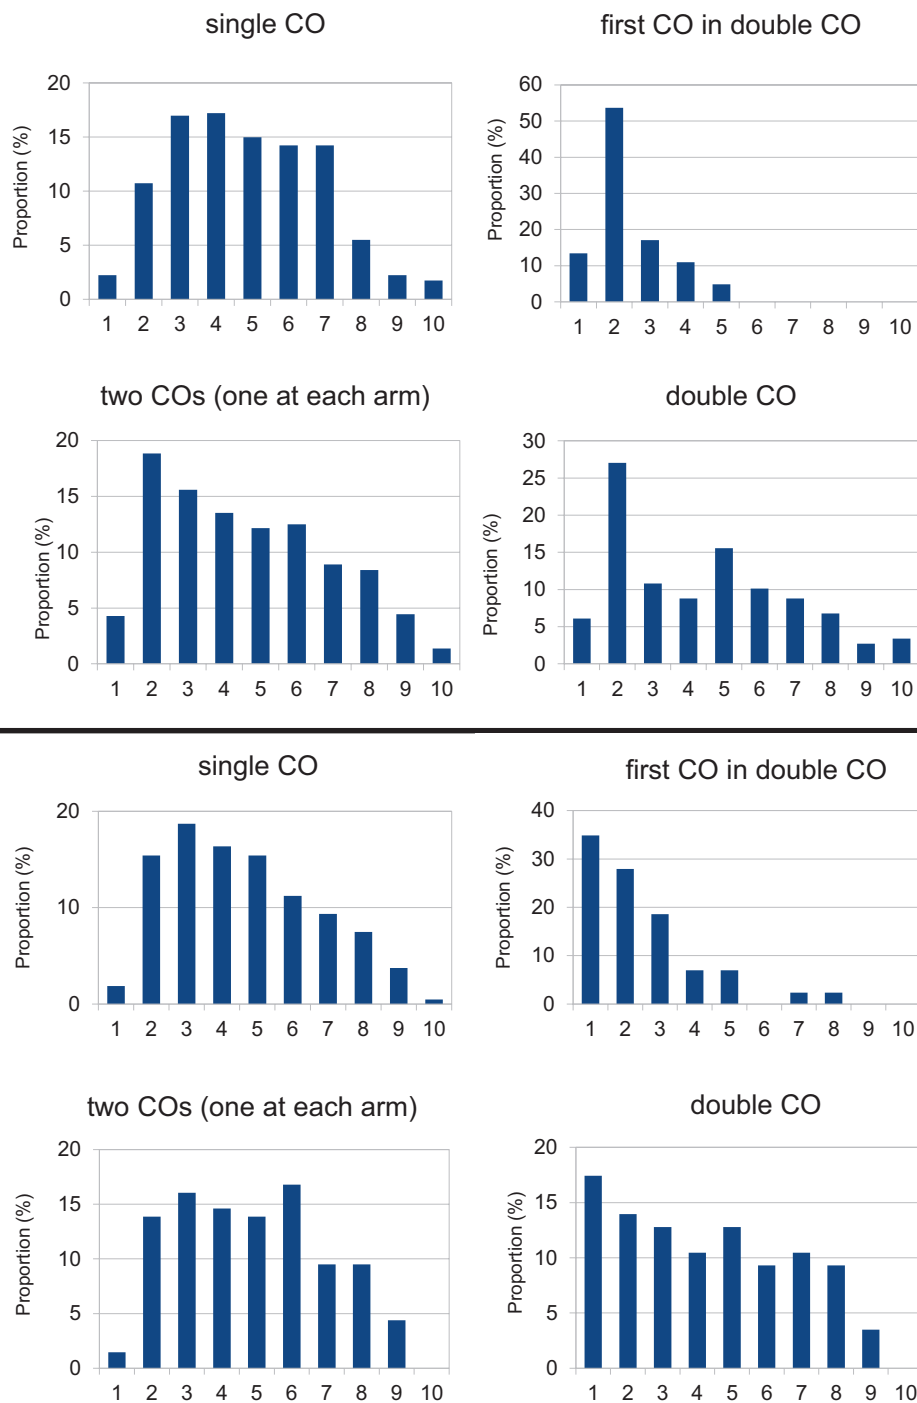 single CO
Proportion (%)
20
15
10
5
0
1 2 3 4 5 6 7 8 9 10
first CO in double CO
Proportion (%)
60
50
40
30
20
10
0
1 2 3 4 5 6 7 8 9 10
two COs (one at each arm)
Proportion (%)
20
15
10
5
0
1 2 3 4 5 6 7 8 9 10
double CO
Proportion (%)
30
25
20
15
10
5
0
1 2 3 4 5 6 7 8 9 10
single CO
Proportion (%)
20
10
0
1 2 3 4 5 6 7 8 9 10
first CO in double CO
Proportion (%)
40
30
20
10
0
1 2 3 4 5 6 7 8 9 10
two COs (one at each arm)
Proportion (%)
20
15
10
5
0
1 2 3 4 5 6 7 8 9 10
double CO
Proportion (%)
20
15
10
5
0
1 2 3 4 5 6 7 8 9 10